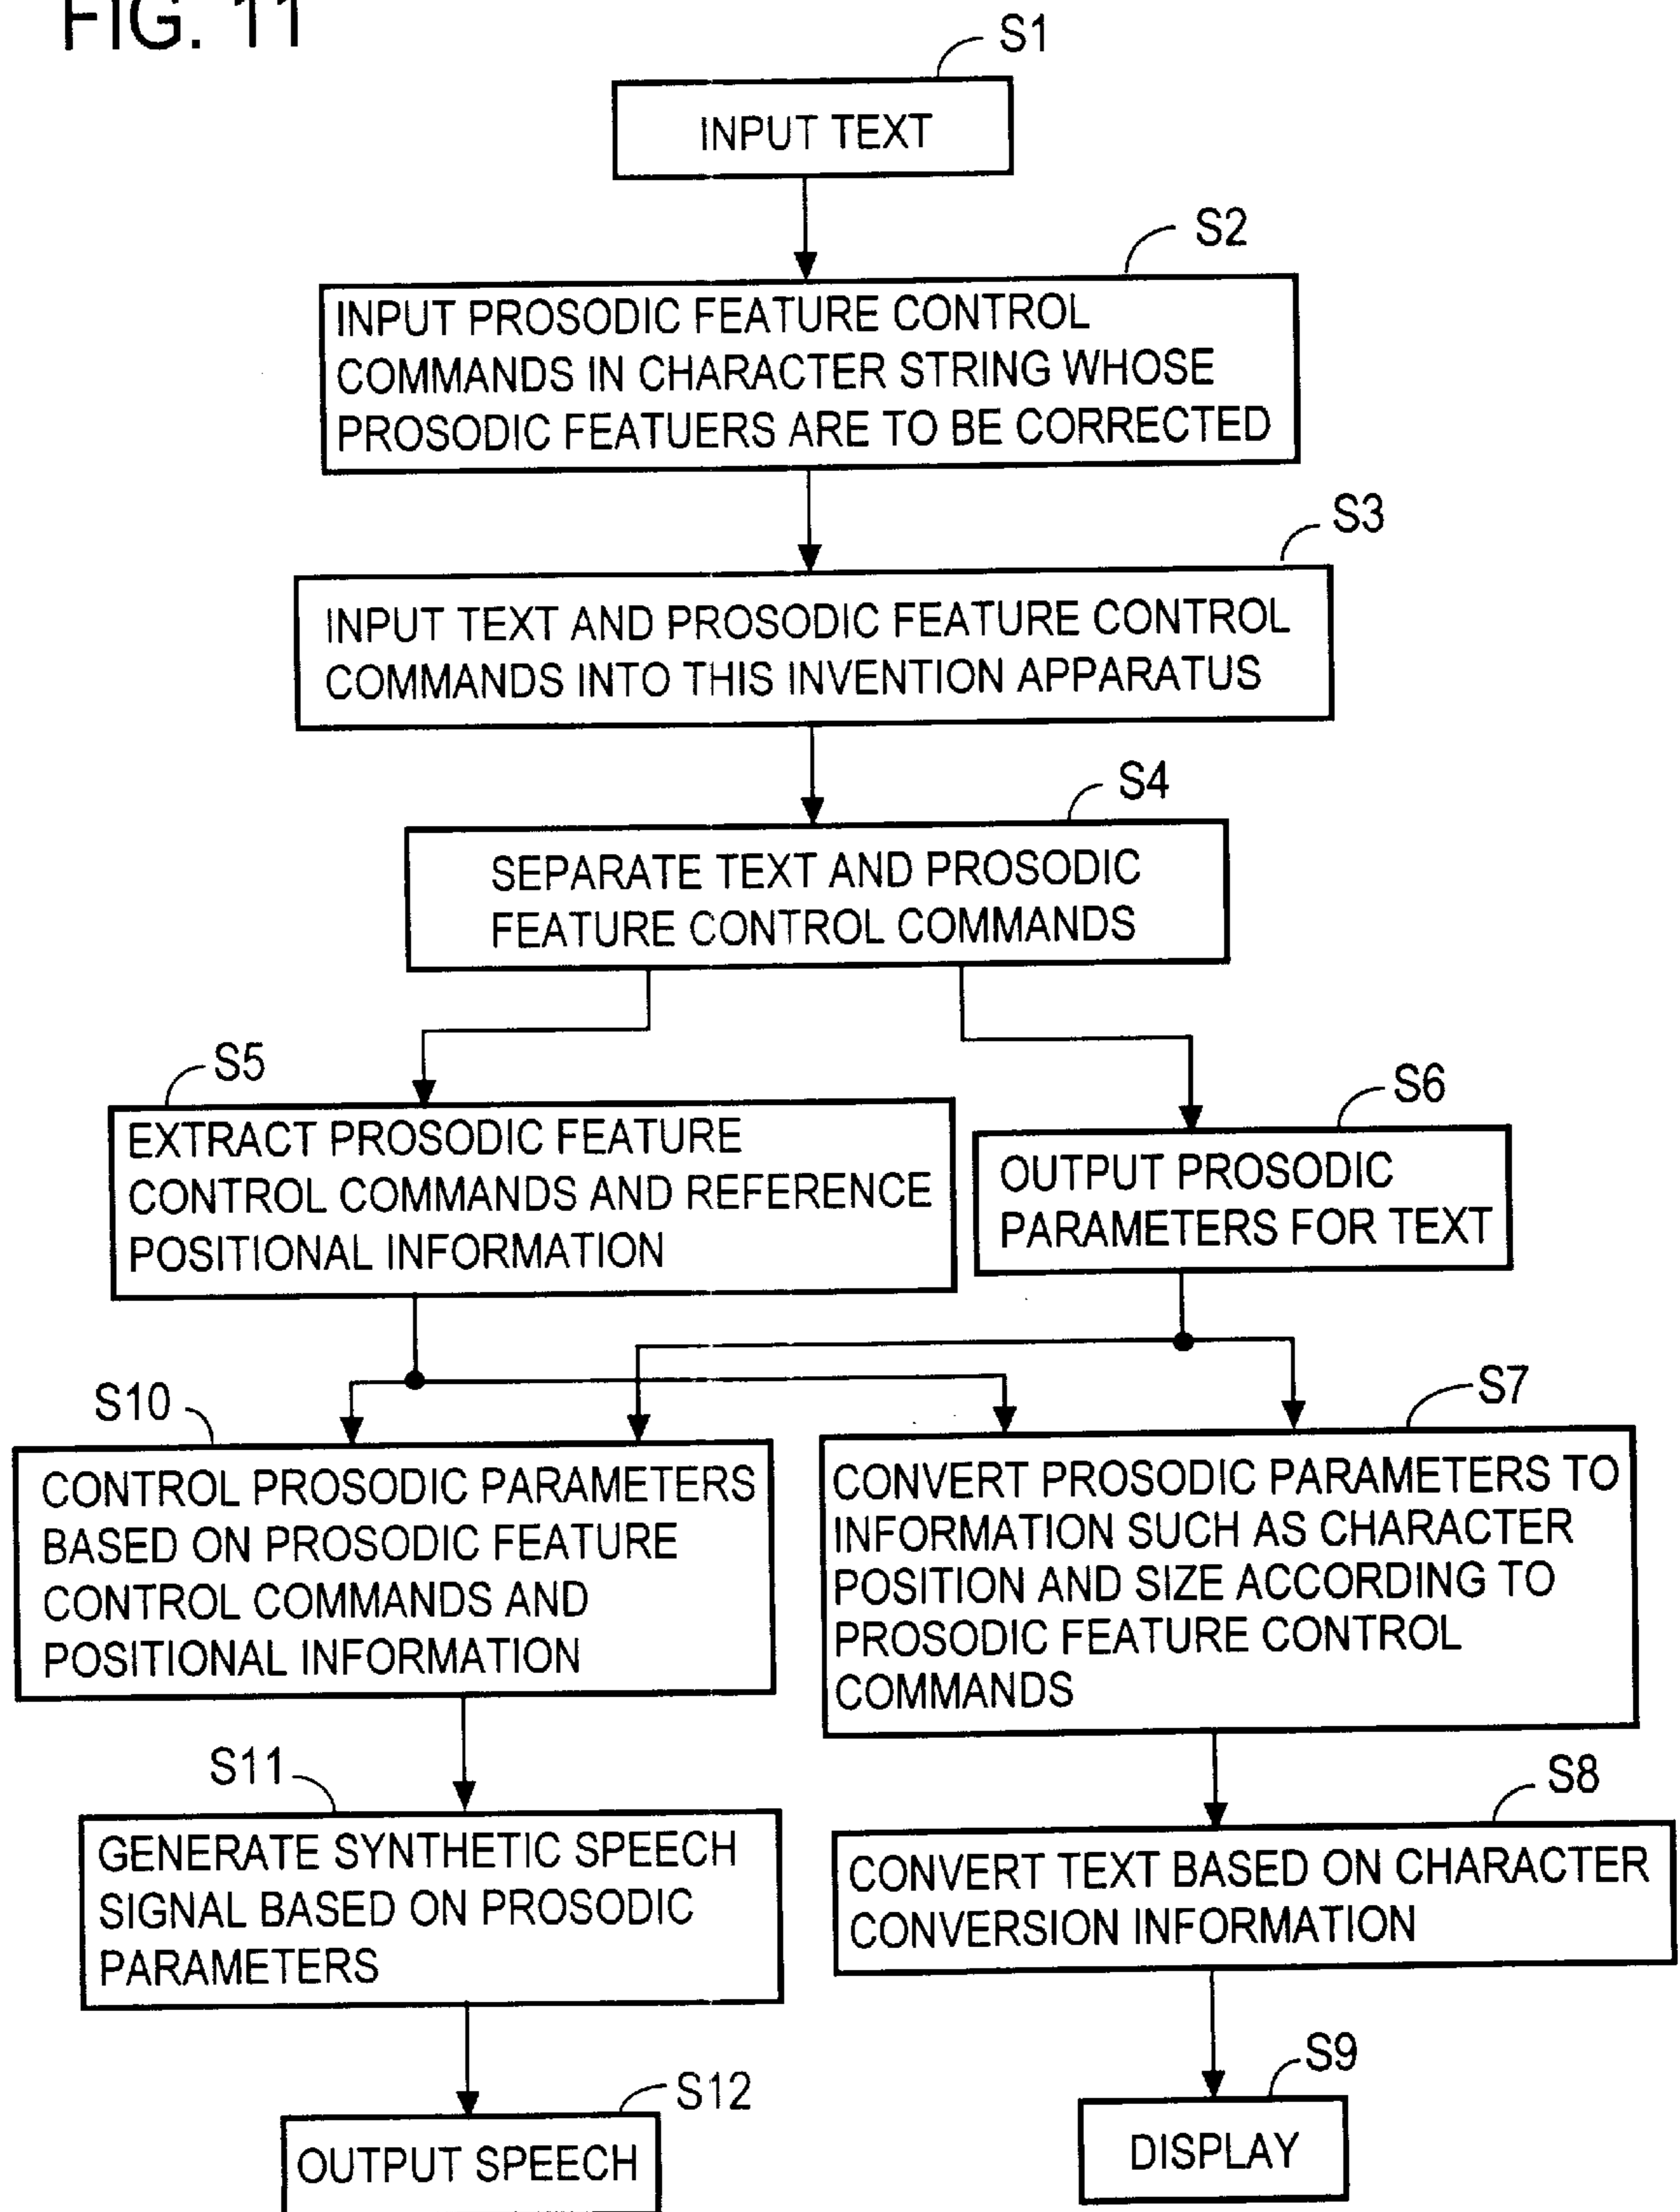 FIG. 11
S1
INPUT TEXT
S2
INPUT PROSODIC FEATURE CONTROL
COMMANDS IN CHARACTER STRING WHOSE
PROSODIC FEATUERS ARE TO BE CORRECTED
S3
INPUT TEXT AND PROSODIC FEATURE CONTROL
COMMANDS INTO THIS INVENTION APPARATUS
S4
SEPARATE TEXT AND PROSODIC
FEATURE CONTROL COMMANDS
S5
EXTRACT PROSODIC FEATURE
CONTROL COMMANDS AND REFERENCE
POSITIONAL INFORMATION
S6
OUTPUT PROSODIC
PARAMETERS FOR TEXT
S10
CONTROL PROSODIC PARAMETERS
BASED ON PROSODIC FEATURE
CONTROL COMMANDS AND
POSITIONAL INFORMATION
S7
CONVERT PROSODIC PARAMETERS TO
INFORMATION SUCH AS CHARACTER
POSITION AND SIZE ACCORDING TO
PROSODIC FEATURE CONTROL
COMMANDS
S11
GENERATE SYNTHETIC SPEECH
SIGNAL BASED ON PROSODIC
PARAMETERS
S8
CONVERT TEXT BASED ON CHARACTER
CONVERSION INFORMATION
S12
OUTPUT SPEECH
S9
DISPLAY